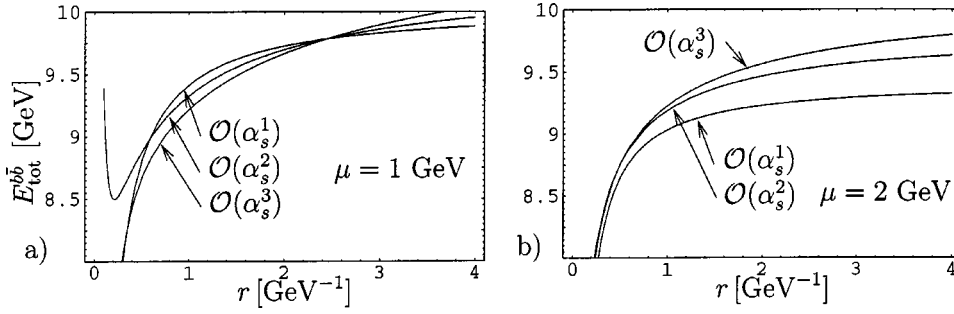 10
9.5
9
8.5
E_tot^{bb̄} [GeV]
a)
O(α_s^1)
O(α_s^2)
O(α_s^3)
μ = 1 GeV
0 1 2 3 4
r [GeV⁻¹]
10
9.5
9
8.5
b)
O(α_s^3)
O(α_s^1)
O(α_s^2)
μ = 2 GeV
0 1 2 3 4
r [GeV⁻¹]